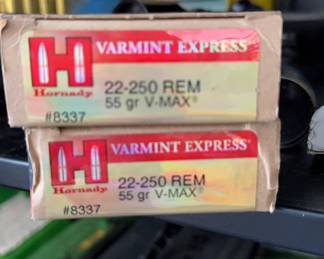 VARMINT EXPRESS®
H
Hornady
22-250 REM
55 gr V-MAX®
#8337
VARMINT EXPRESS®
H
Hornady
22-250 REM
55 gr V-MAX®
#8337